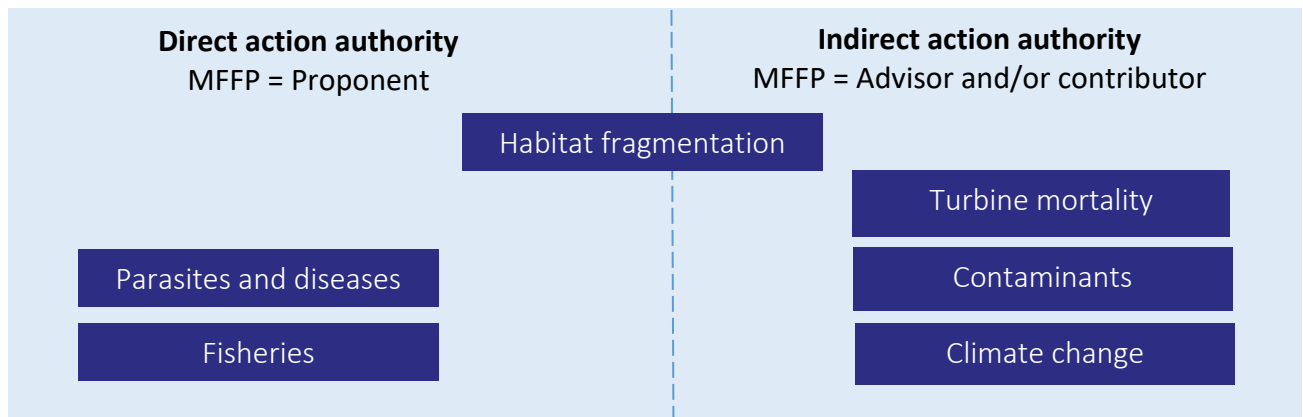 Direct action authority
MFFP = Proponent
Indirect action authority
MFFP = Advisor and/or contributor
Habitat fragmentation
Turbine mortality
Parasites and diseases
Contaminants
Fisheries
Climate change